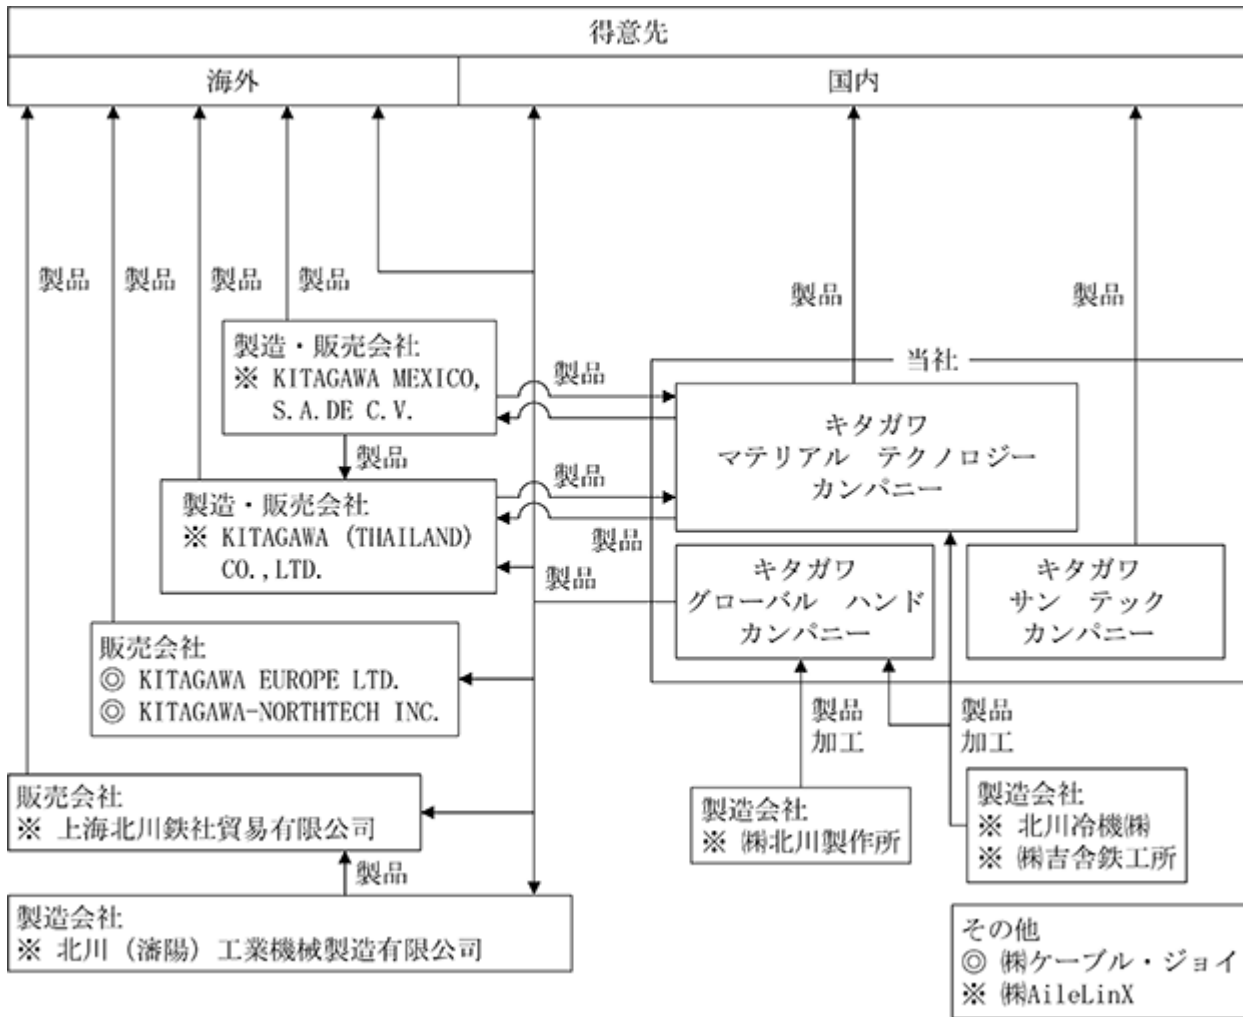 得意先
海外
国内
製品
製品
製品
製品
製品
製品
製造・販売会社
※ KITAGAWA MEXICO,
S.A.DE C.V.
製品
当社
キタガワ
マテリアル テクノロジー
カンパニー
製品
製造・販売会社
※ KITAGAWA (THAILAND)
CO.,LTD.
製品
製品
製品
キタガワ
グローバル ハンド
カンパニー
キタガワ
サン テック
カンパニー
販売会社
◎ KITAGAWA EUROPE LTD.
◎ KITAGAWA-NORTHTECH INC.
製品
加工
製品
加工
販売会社
※ 上海北川鉄社貿易有限公司
製造会社
※ ㈱北川製作所
製造会社
※ 北川冷機㈱
※ ㈱吉舎鉄工所
製品
製造会社
※ 北川（瀋陽）工業機械製造有限公司
その他
◎ ㈱ケーブル・ジョイ
※ ㈱AileLinX